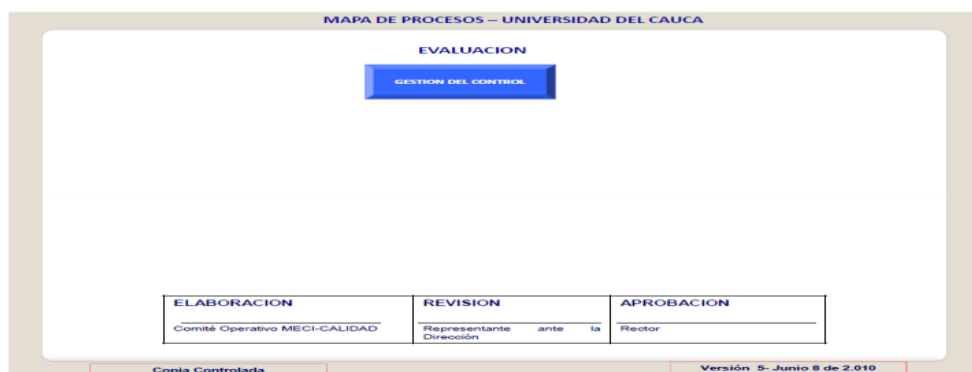 MAPA DE PROCESOS – UNIVERSIDAD DEL CAUCA
EVALUACION
GESTION DEL CONTROL
ELABORACION
Comité Operativo MECI-CALIDAD
REVISION
Representante ante la
Dirección
APROBACION
Rector
Copia Controlada
Versión 5- Junio 8 de 2.010